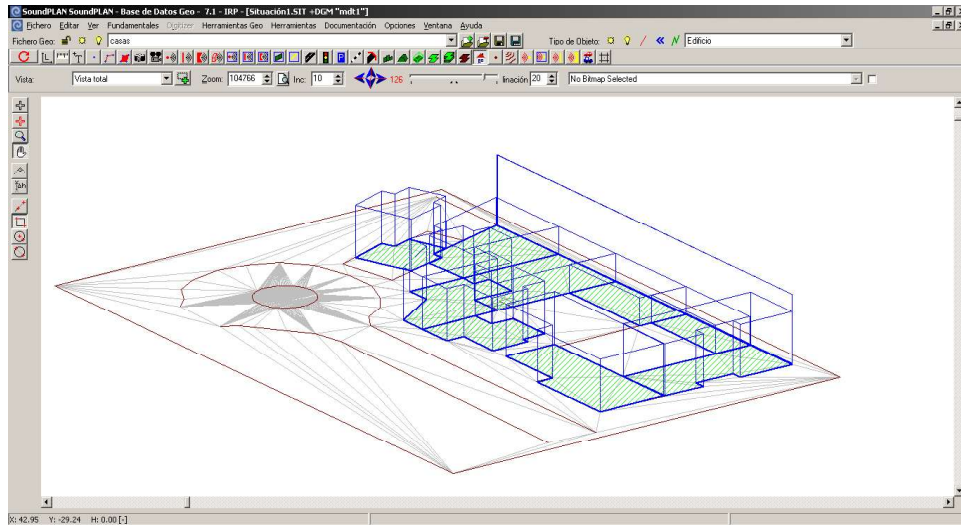 SoundPLAN SoundPLAN - Base de Datos Geo - 7.1 - IRP - [Situación1.SIT +DGM "mdt1"]
Fichero Editar Ver Fundamentales Digitizer Herramientas Geo Herramientas Documentación Opciones Ventana Ayuda
Fichero Geo: casas Tipo de Objeto: Edificio
Vista: Vista total Zoom: 104766 Inc: 10 126 linación 20 No Bitmap Selected
X: 42.95 Y: -29.24 H: 0.00 [-]